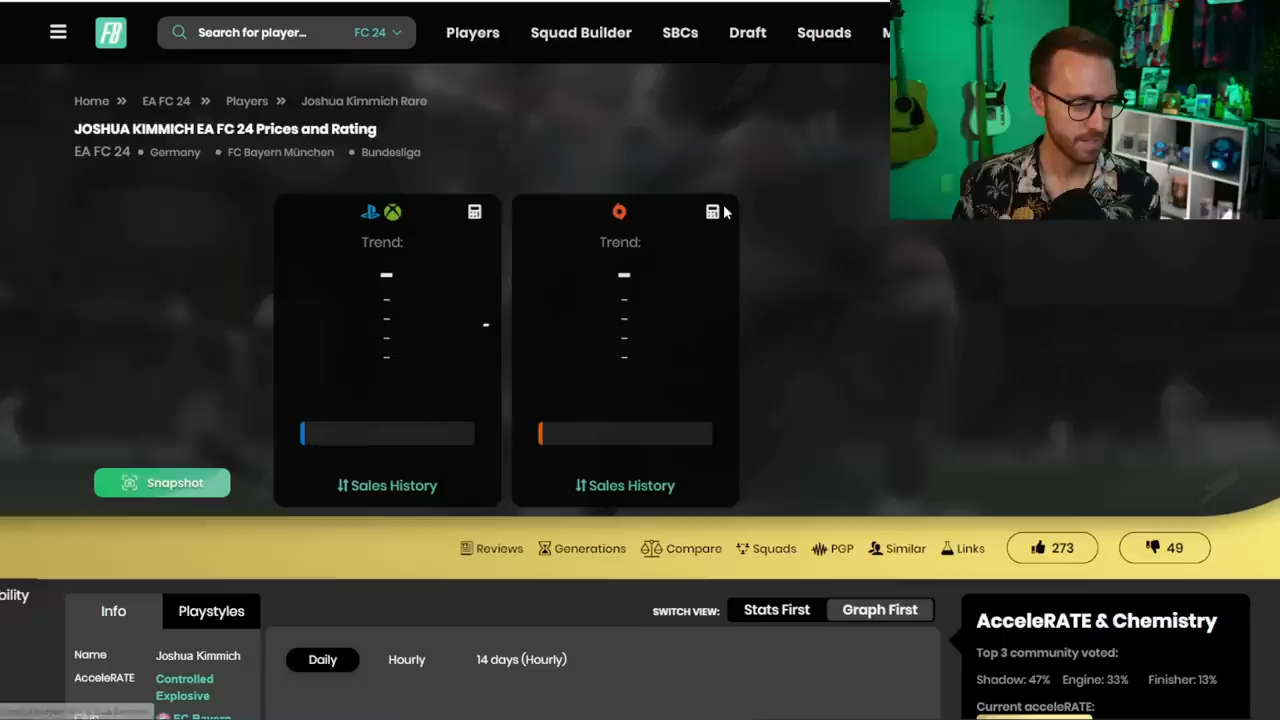 FB
Search for player...
FC 24
Players
Squad Builder
SBCs
Draft
Squads
Home » EA FC 24 » Players » Joshua Kimmich Rare
JOSHUA KIMMICH EA FC 24 Prices and Rating
EA FC 24 • Germany • FC Bayern München • Bundesliga
Trend:
Trend:
Snapshot
Sales History
Sales History
Reviews
Generations
Compare
Squads
PGP
Similar
Links
273
49
bility
Info
Playstyles
SWITCH VIEW:
Stats First
Graph First
Name
Joshua Kimmich
AcceleRATE
Controlled
Explosive
FC Bayern
Daily
Hourly
14 days (Hourly)
AcceleRATE & Chemistry
Top 3 community voted:
Shadow: 47% Engine: 33% Finisher: 13%
Current acceleRATE: